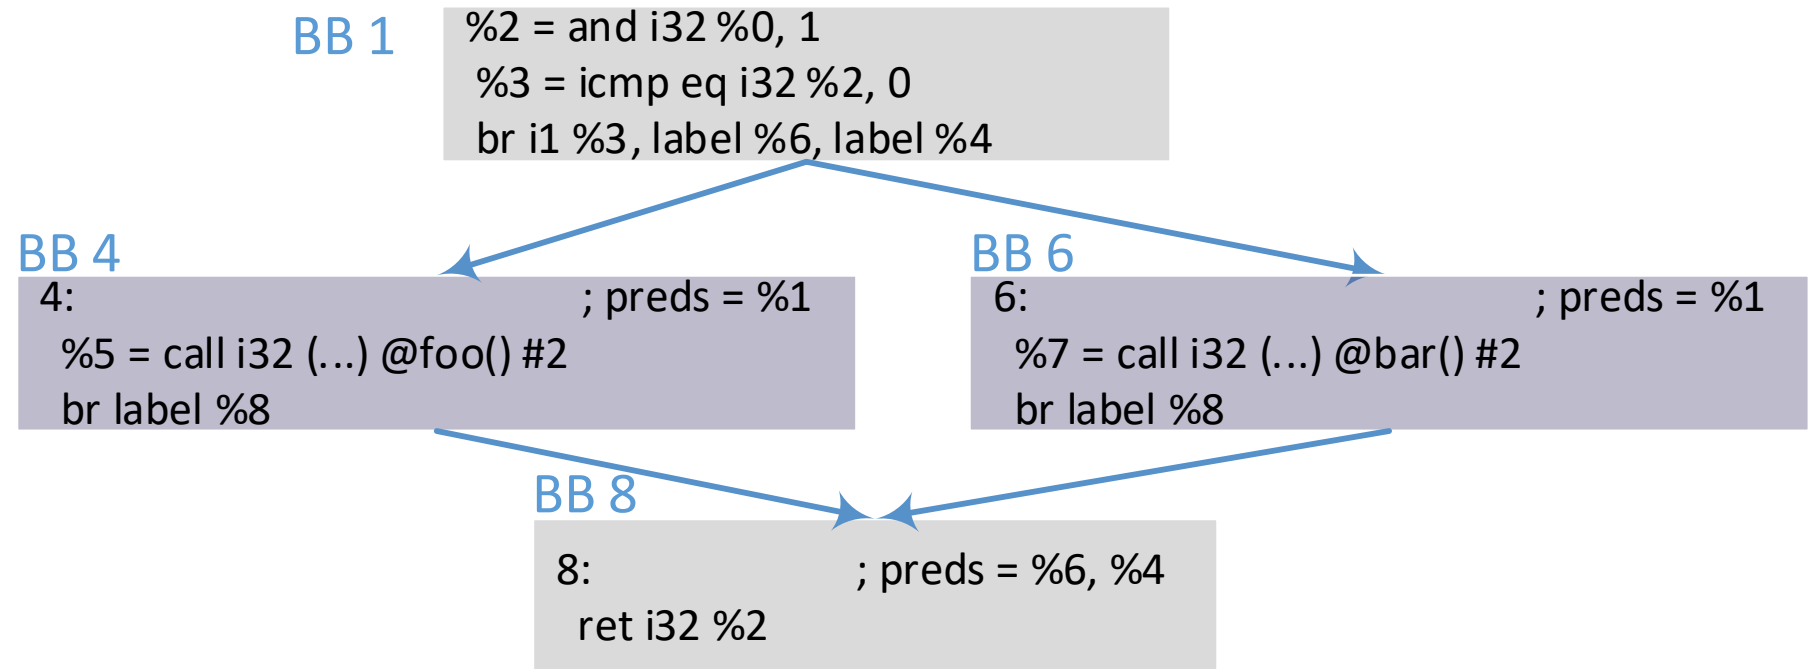 BB 1
%2 = and i32 %0, 1
%3 = icmp eq i32 %2, 0
br i1 %3, label %6, label %4
BB 4
4: ; preds = %1
%5 = call i32 (...) @foo() #2
br label %8
BB 6
6: ; preds = %1
%7 = call i32 (...) @bar() #2
br label %8
BB 8
8: ; preds = %6, %4
ret i32 %2